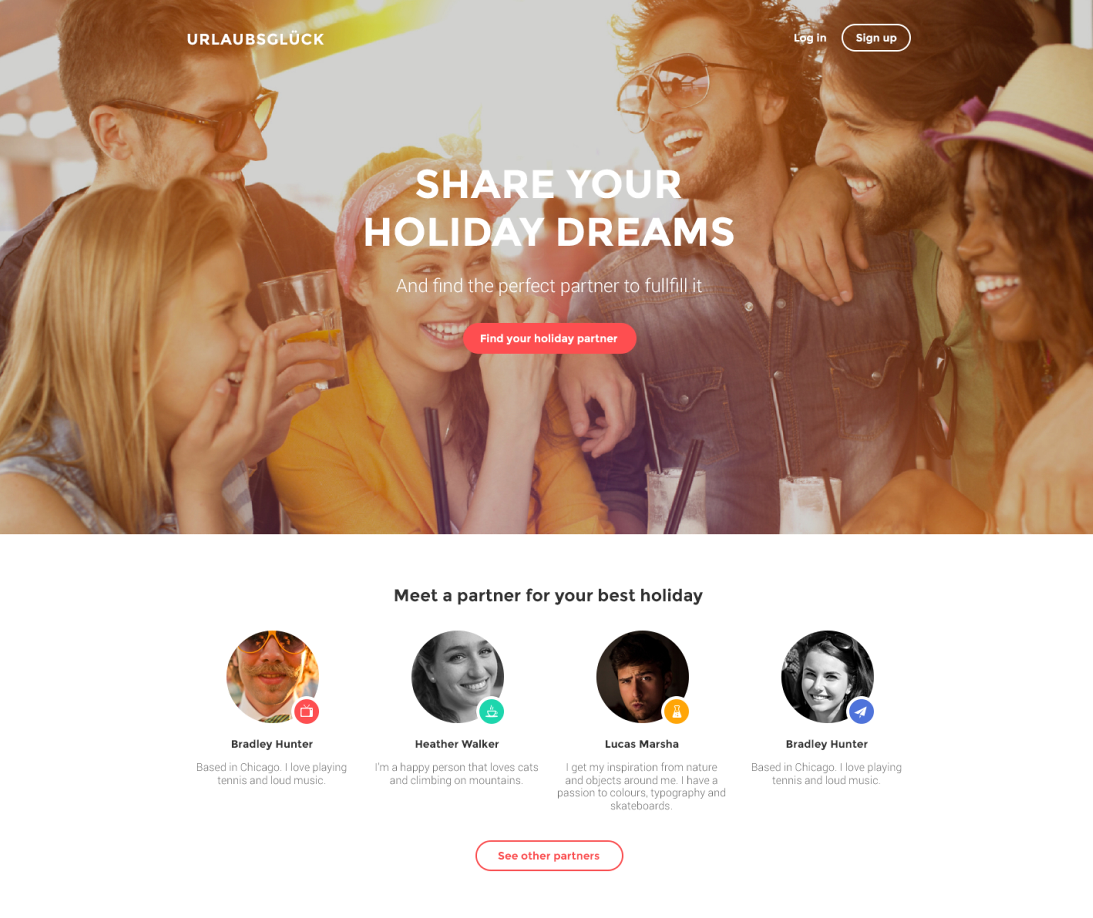 URLAUBSGLÜCK
Log in
Sign up
SHARE YOUR
HOLIDAY DREAMS
And find the perfect partner to fullfill it
Find your holiday partner
Meet a partner for your best holiday
Bradley Hunter
Based in Chicago. I love playing
tennis and loud music.
Heather Walker
I'm a happy person that loves cats
and climbing on mountains.
Lucas Marsha
I get my inspiration from nature
and objects around me. I have a
passion to colours, typography and
skateboards.
Bradley Hunter
Based in Chicago. I love playing
tennis and loud music.
See other partners